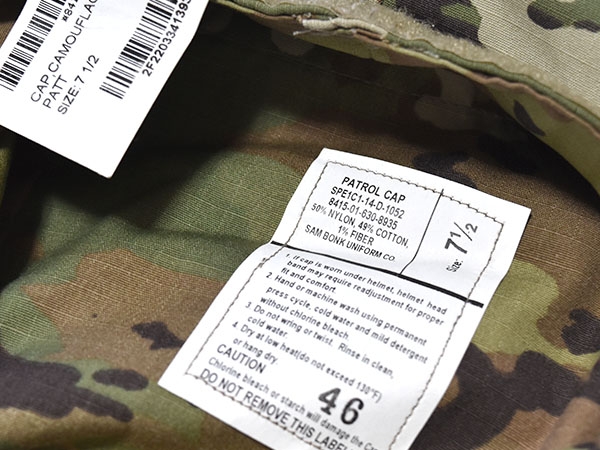 CAP,CAMOUFLAG
PATT
SIZE: 7 1/2
PATROL CAP
SPE1C1-14-D-1052
8415-01-630-8935
50% NYLON, 49% COTTON,
1% FIBER
SAM BONK UNIFORM CO.
Size: 7 1/2
1. If cap is worn under helmet, helmet head
band may require readjustment for proper
fit and comfort
2. Hand or machine wash using permanent
press cycle, cold water and mild detergent
without chlorine bleach
3. Do not wring or twist. Rinse in clean,
cold water.
4. Dry at low heat(do not exceed 130°F)
or hang dry.
CAUTION
Chlorine bleach or starch will damage the Ca
DO NOT REMOVE THIS LABEL
46